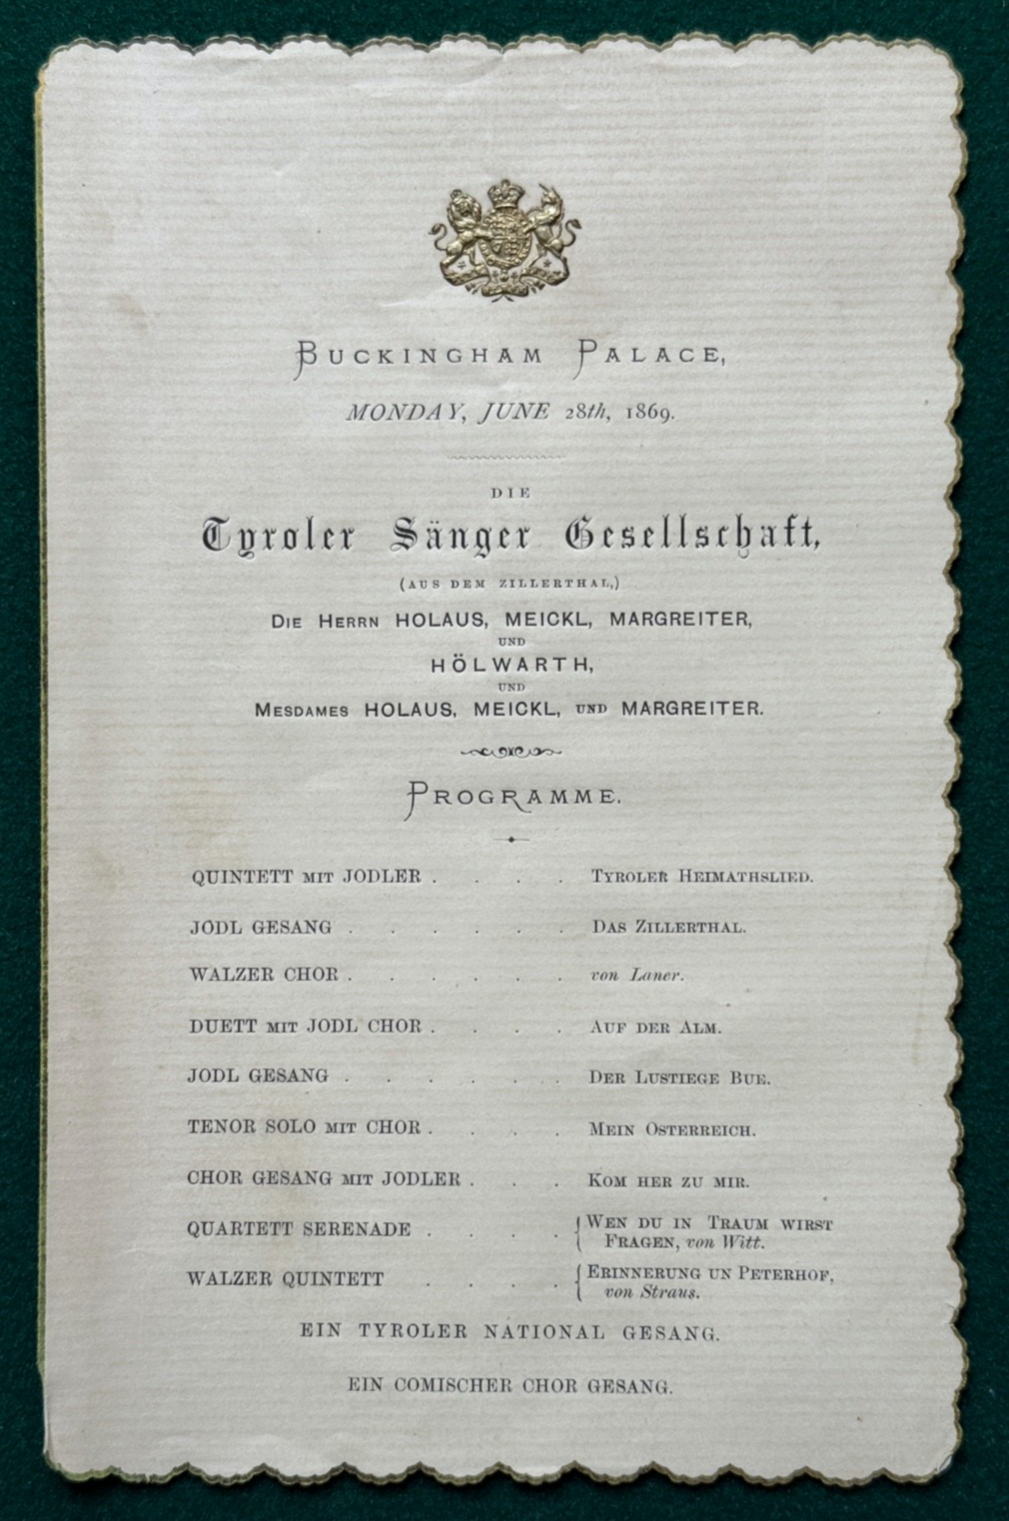 BUCKINGHAM PALACE,
MONDAY, JUNE 28th, 1869.
DIE
Tyroler Sänger Gesellschaft,
(AUS DEM ZILLERTHAL,)
DIE HERRN HOLAUS, MEICKL, MARGREITER,
UND
HÖLWARTH,
UND
MESDAMES HOLAUS, MEICKL, UND MARGREITER.
PROGRAMME.
QUINTETT MIT JODLER . . . . TYROLER HEIMATHSLIED.
JODL GESANG . . . . . . DAS ZILLERTHAL.
WALZER CHOR . . . . . . von Laner.
DUETT MIT JODL CHOR . . . . AUF DER ALM.
JODL GESANG . . . . . . DER LUSTIEGE BUE.
TENOR SOLO MIT CHOR . . . . MEIN OSTERREICH.
CHOR GESANG MIT JODLER . . . KOM HER ZU MIR.
QUARTETT SERENADE . . . . { WEN DU IN TRAUM WIRST
FRAGEN, von Witt.
WALZER QUINTETT . . . . { ERINNERUNG UN PETERHOF,
von Straus.
EIN TYROLER NATIONAL GESANG.
EIN COMISCHER CHOR GESANG.